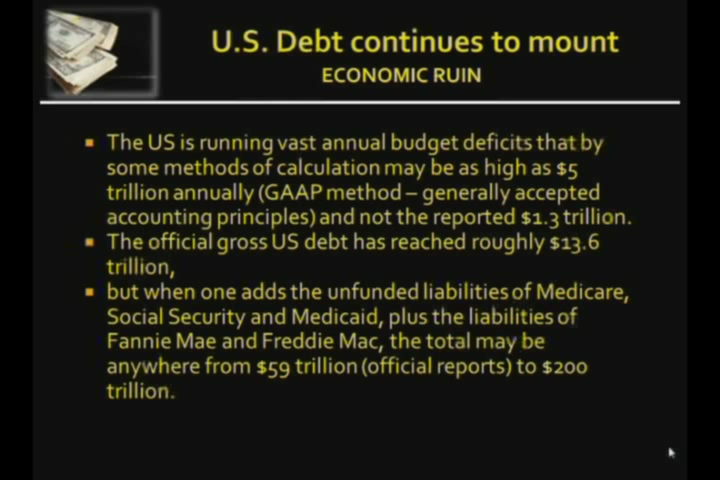 U.S. Debt continues to mount
ECONOMIC RUIN
▪ The US is running vast annual budget deficits that by
some methods of calculation may be as high as $5
trillion annually (GAAP method – generally accepted
accounting principles) and not the reported $1.3 trillion.
▪ The official gross US debt has reached roughly $13.6
trillion,
▪ but when one adds the unfunded liabilities of Medicare,
Social Security and Medicaid, plus the liabilities of
Fannie Mae and Freddie Mac, the total may be
anywhere from $59 trillion (official reports) to $200
trillion.